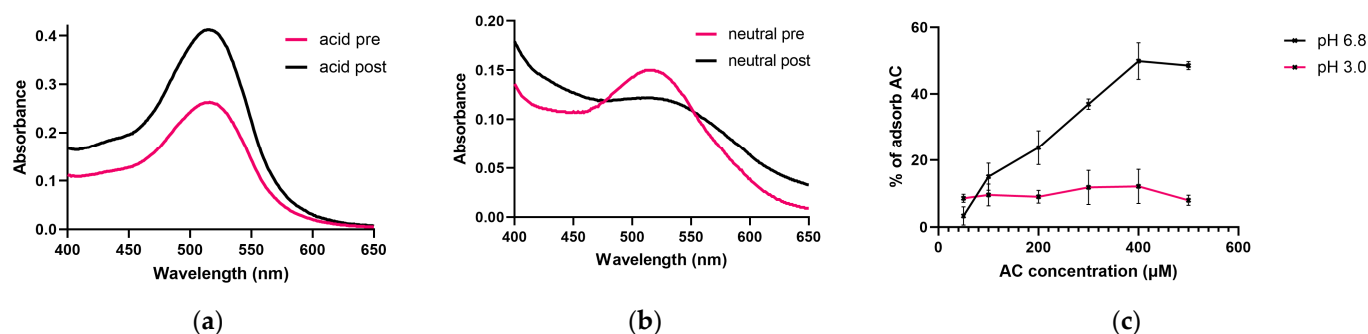 0.4
0.3
0.2
0.1
0.0
400 450 500 550 600 650
Absorbance
Wavelength (nm)
acid pre
acid post
(a)
0.20
0.15
0.10
0.05
0.00
400 450 500 550 600 650
Absorbance
Wavelength (nm)
neutral pre
neutral post
(b)
60
40
20
0
0 200 400 600
% of adsorb AC
AC concentration (µM)
pH 6.8
pH 3.0
(c)